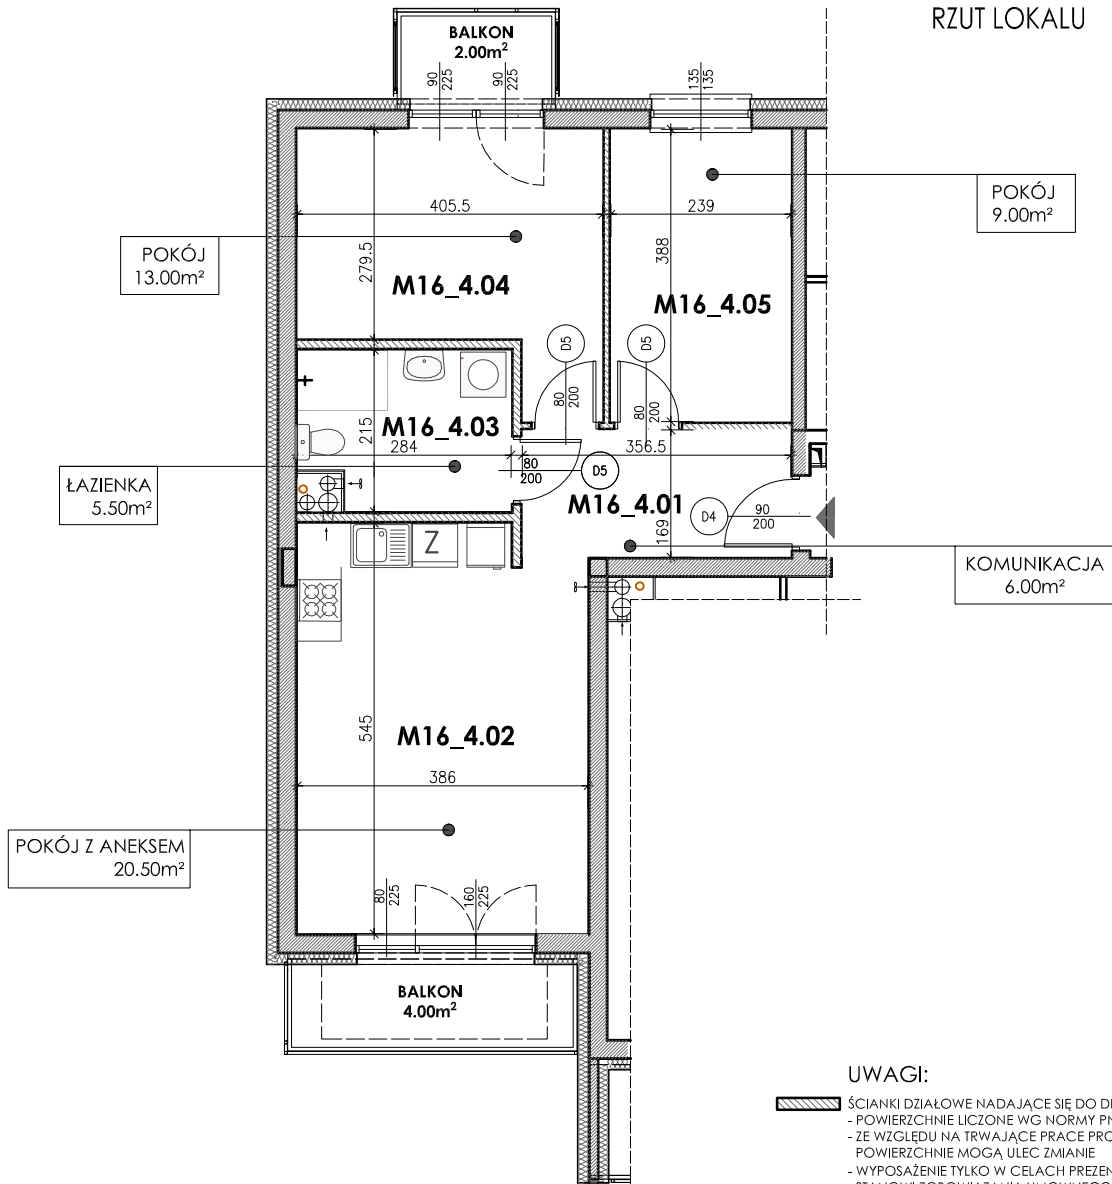 RZUT LOKALU
BALKON
2.00m²
90
225
90
225
135
135
POKÓJ
9.00m²
405.5
239
POKÓJ
13.00m²
279.5
388
M16_4.04
M16_4.05
D5
D5
80
200
80
200
M16_4.03
215
284
356.5
80
200
D5
ŁAZIENKA
5.50m²
M16_4.01
D4
90
200
169
Z
KOMUNIKACJA
6.00m²
M16_4.02
545
386
POKÓJ Z ANEKSEM
20.50m²
80
225
160
225
BALKON
4.00m²
UWAGI:
ŚCIANKI DZIAŁOWE NADAJĄCE SIĘ DO
- POWIERZCHNIE LICZONE WG NORMY
- ZE WZGLĘDU NA TRWAJĄCE PRACE
POWIERZCHNIE MOGĄ ULEC ZMIANIE
- WYPOSAŻENIE TYLKO W CELACH